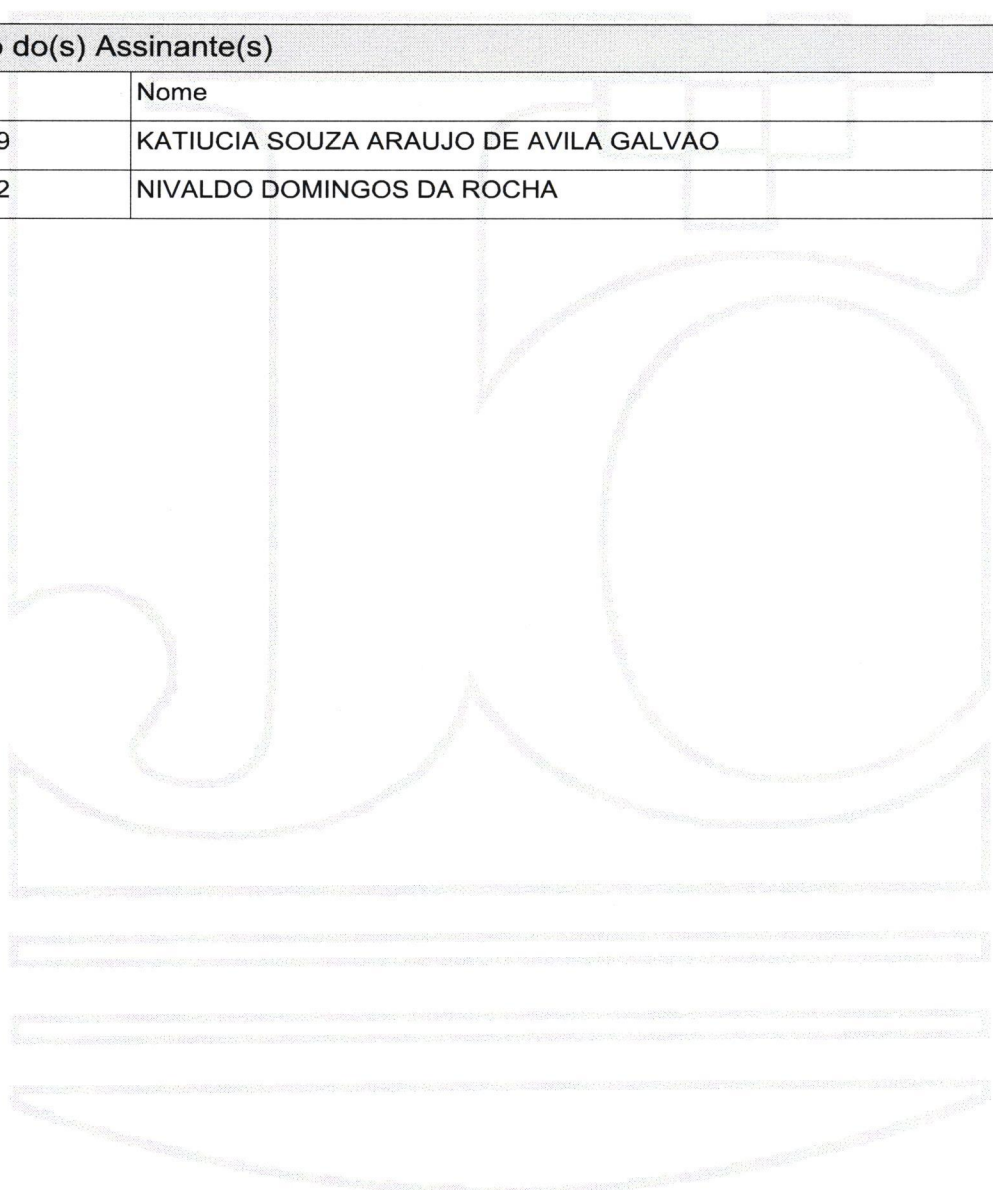 do(s) Assinante(s)
Nome
9 KATIUCIA SOUZA ARAUJO DE AVILA GALVAO
2 NIVALDO DOMINGOS DA ROCHA